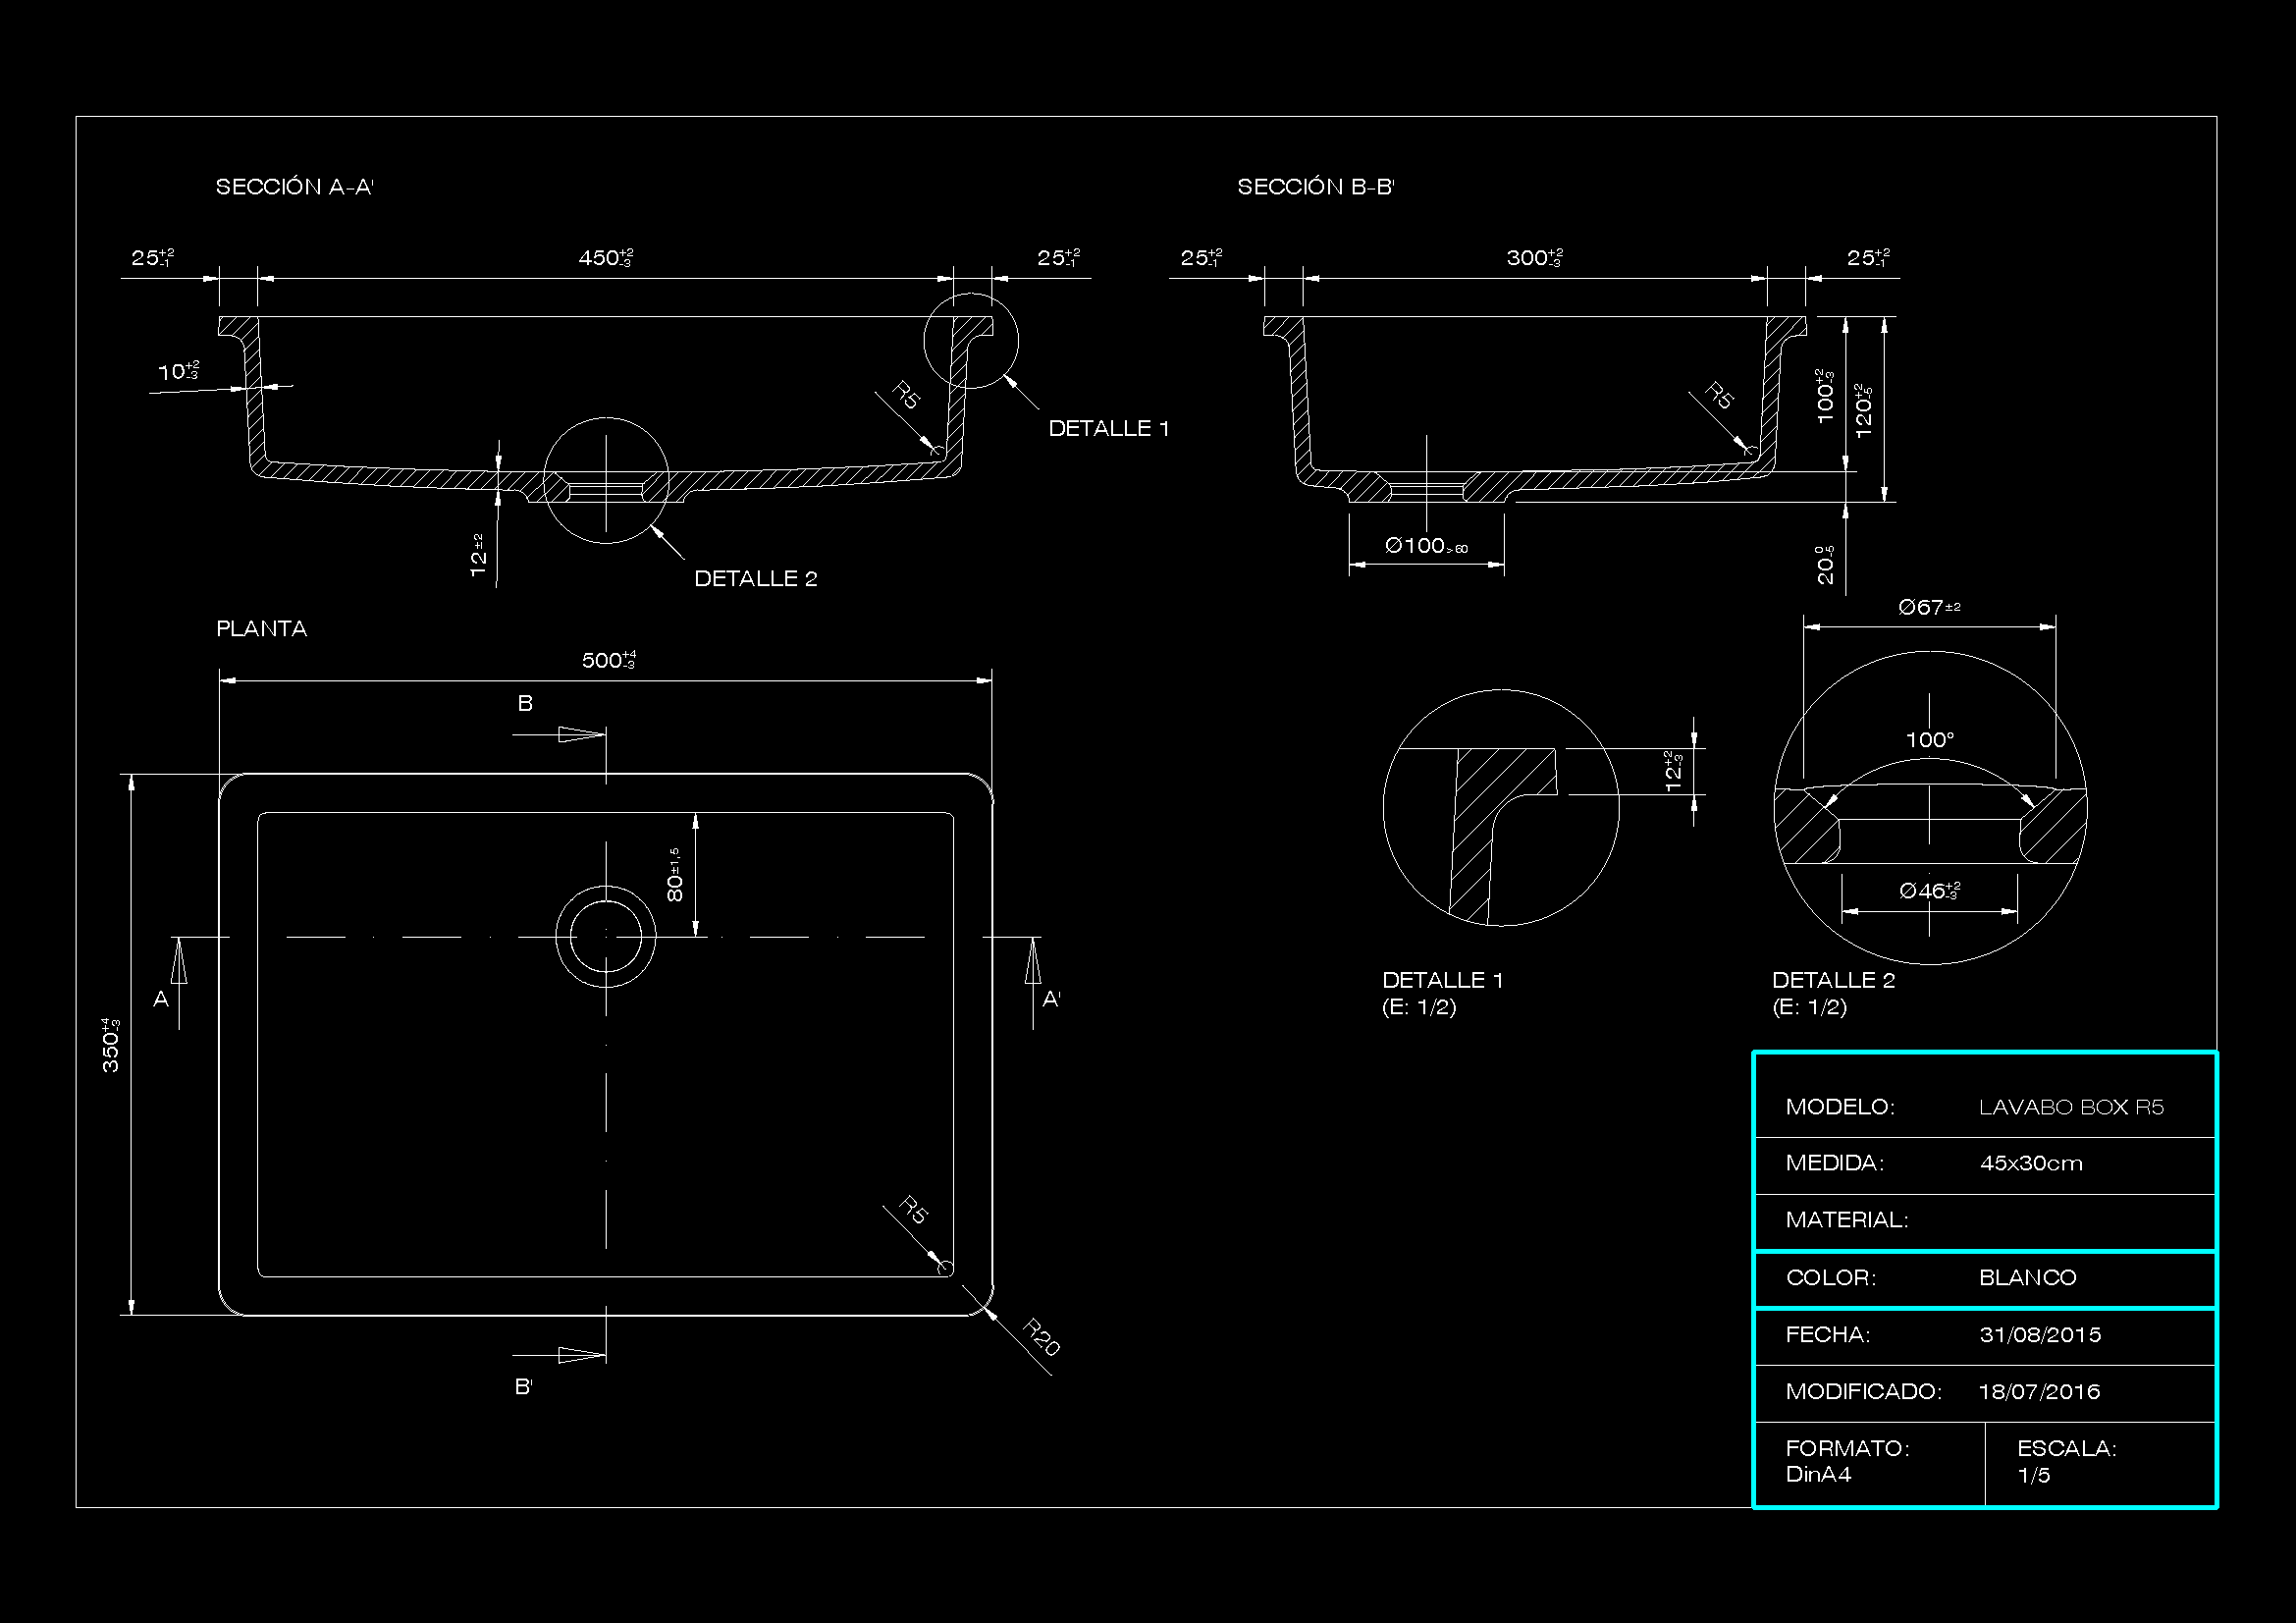 SECCIÓN A-A'
SECCIÓN B-B'
25+2-1
450+2-3
25+2-1
25+2-1
300+2-3
25+2-1
10+2-3
R5
DETALLE 1
R5
100+2-3
120+2-5
12±2
DETALLE 2
Ø100>60
20 0-5
PLANTA
500+4-3
B
Ø67±2
100°
12+2-3
80±1,5
Ø46+2-3
A
A'
350+4-3
DETALLE 1
(E: 1/2)
DETALLE 2
(E: 1/2)
R5
R20
B'
MODELO: LAVABO BOX R5
MEDIDA: 45x30cm
MATERIAL:
COLOR: BLANCO
FECHA: 31/08/2015
MODIFICADO: 18/07/2016
FORMATO: ESCALA:
DinA4 1/5